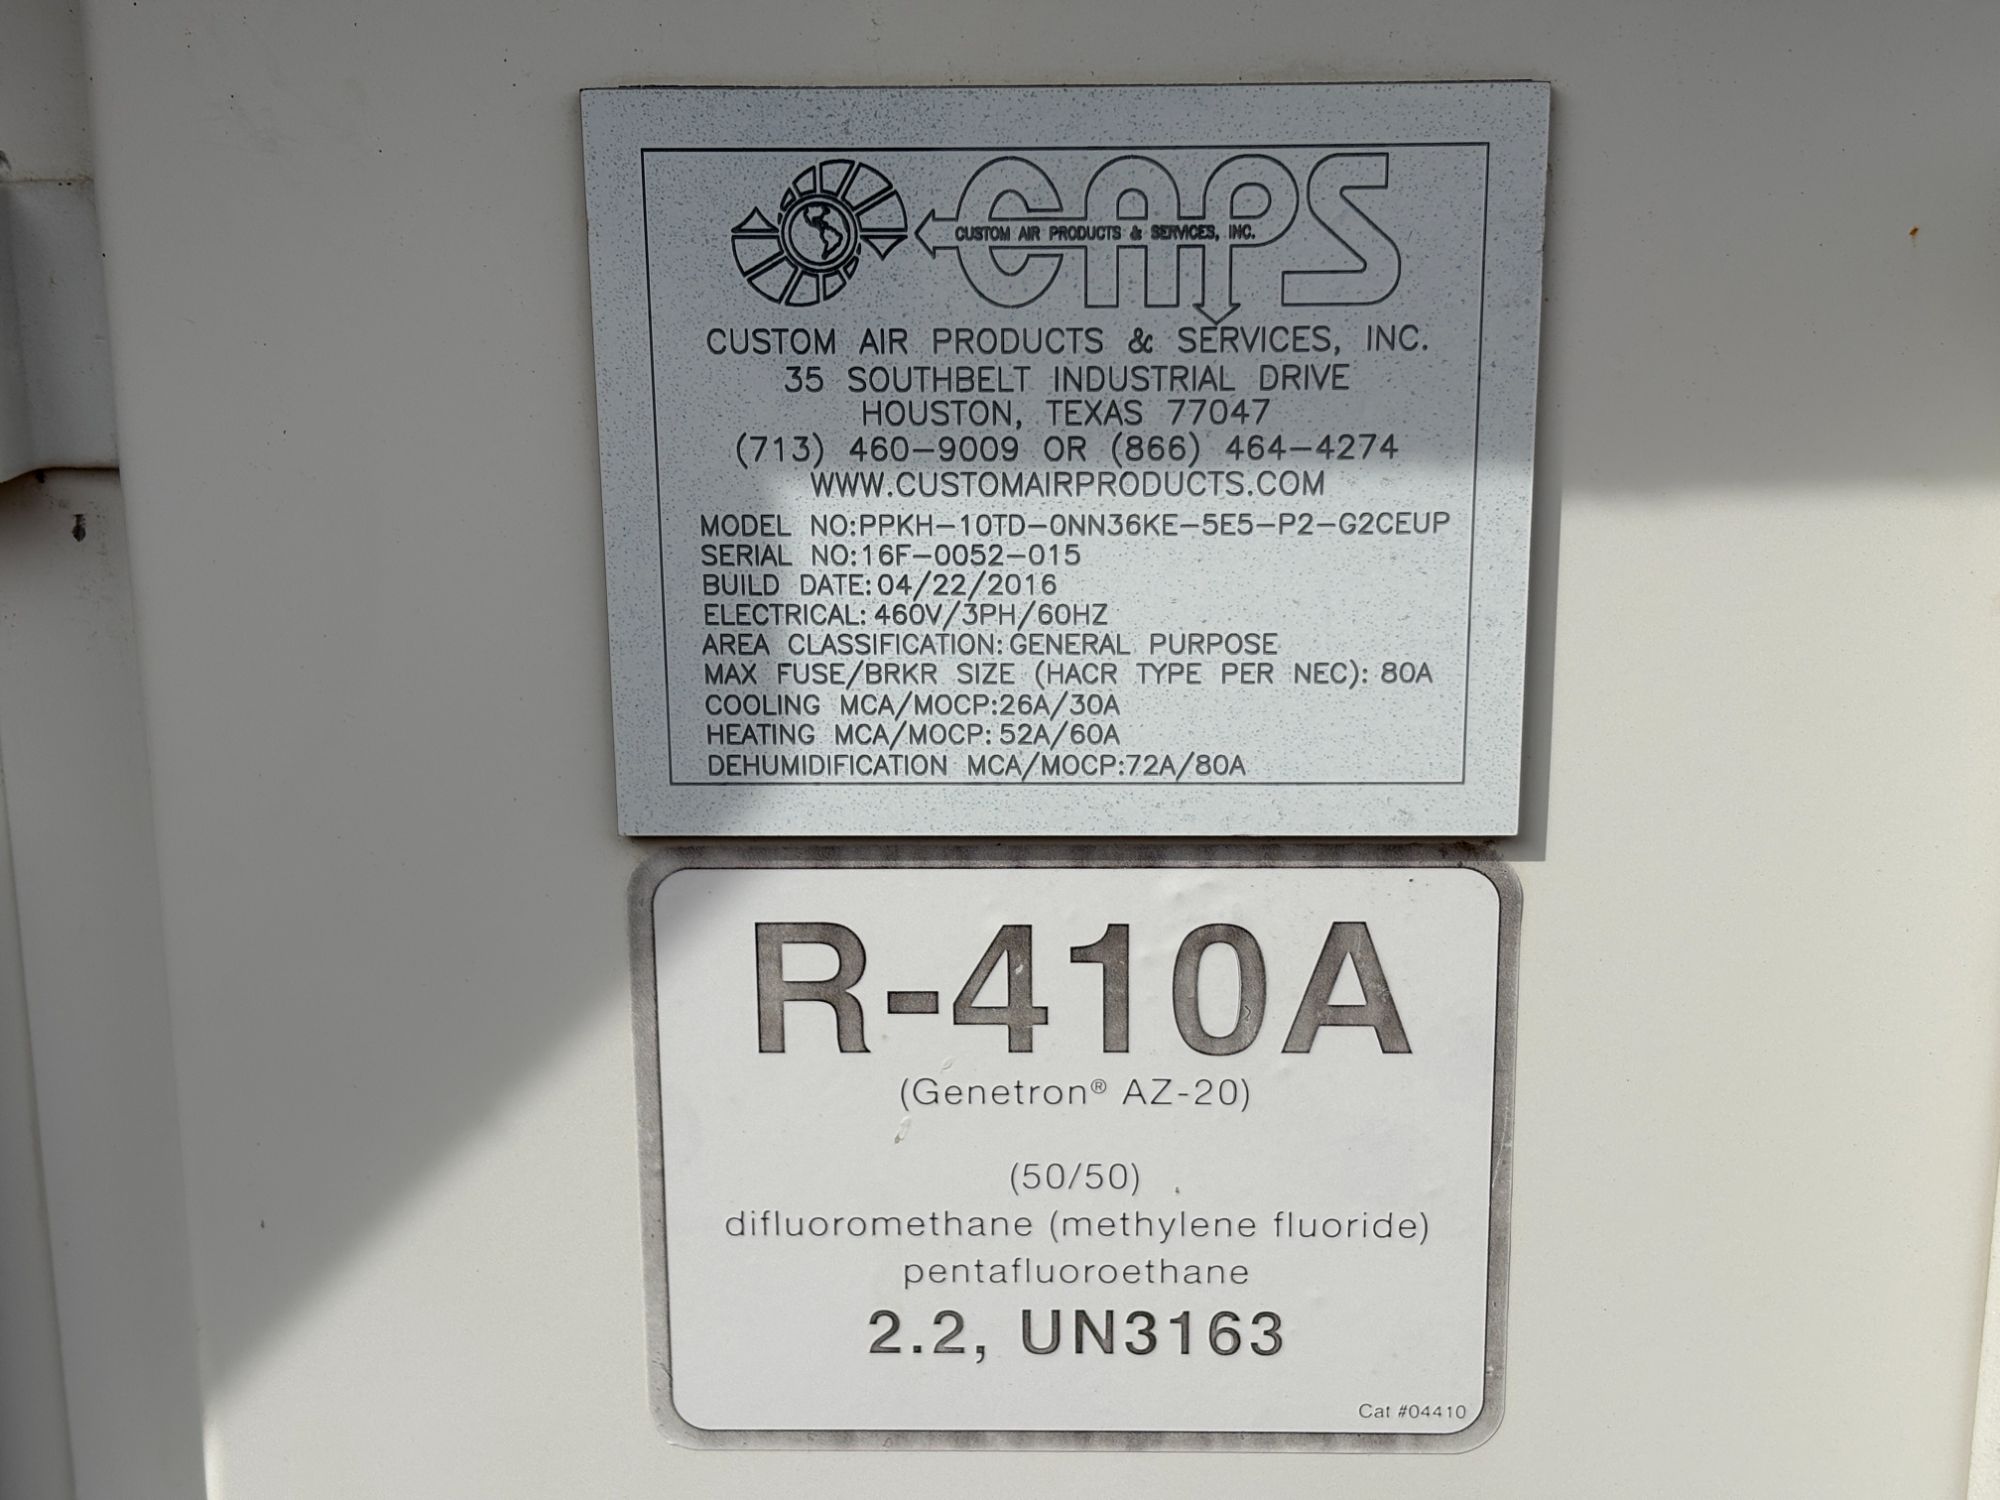 CAPS
CUSTOM AIR PRODUCTS & SERVICES, INC.
CUSTOM AIR PRODUCTS & SERVICES, INC.
35 SOUTHBELT INDUSTRIAL DRIVE
HOUSTON, TEXAS 77047
(713) 460-9009 OR (866) 464-4274
WWW.CUSTOMAIRPRODUCTS.COM
MODEL NO:PPKH-10TD-0NN36KE-5E5-P2-G2CEUP
SERIAL NO:16F-0052-015
BUILD DATE:04/22/2016
ELECTRICAL:460V/3PH/60HZ
AREA CLASSIFICATION:GENERAL PURPOSE
MAX FUSE/BRKR SIZE (HACR TYPE PER NEC): 80A
COOLING MCA/MOCP:26A/30A
HEATING MCA/MOCP:52A/60A
DEHUMIDIFICATION MCA/MOCP:72A/80A
R-410A
(Genetron® AZ-20)
(50/50)
difluoromethane (methylene fluoride)
pentafluoroethane
2.2, UN3163
Cat #04410